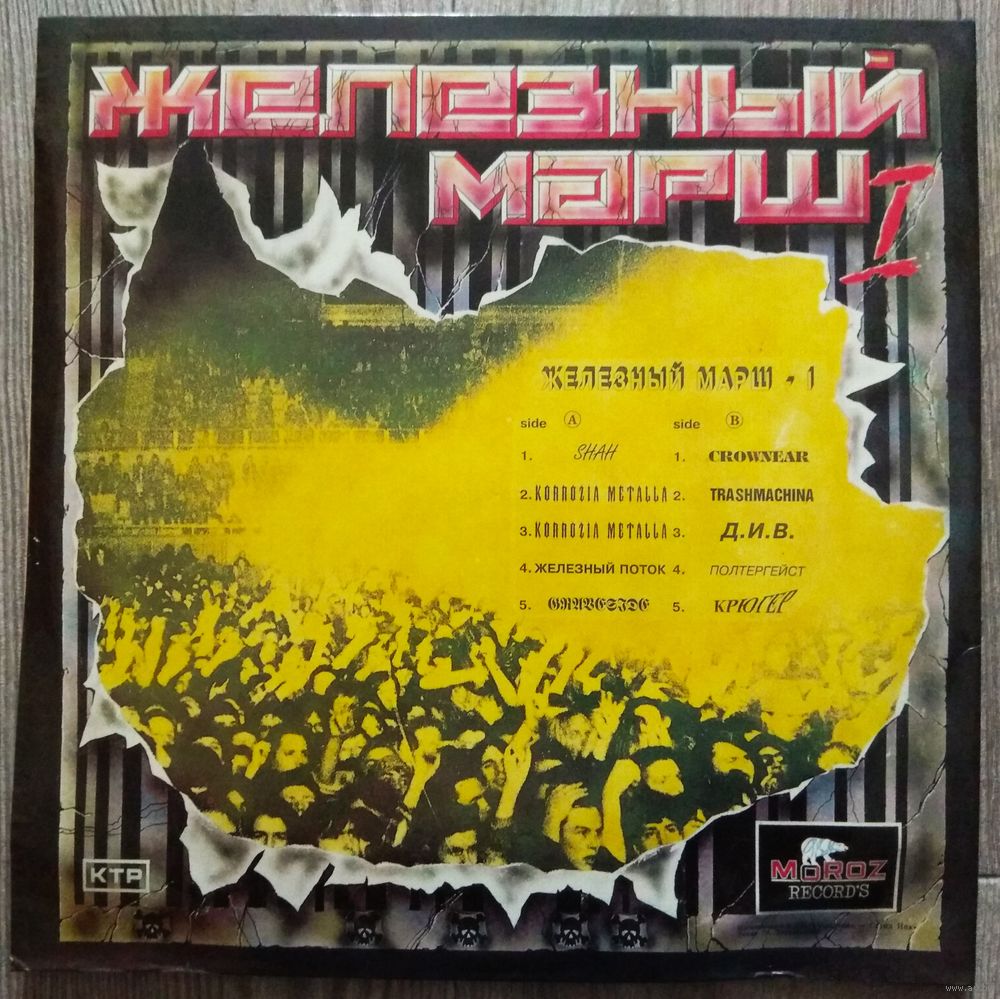 ЖЕЛЕЗНЫЙ
МАРШ I
ЖЕЛЕЗНЫЙ МАРШ - 1
side A side B
1. SHAH 1. CROWNEAR
2. KORROZIA METALLA 2. TRASHMACHINA
3. KORROZIA METALLA 3. Д.И.В.
4. ЖЕЛЕЗНЫЙ ПОТОК 4. ПОЛТЕРГЕЙСТ
5. GRAVESIDE 5. КРЮГЕР
КТР
MOROZ
RECORD'S